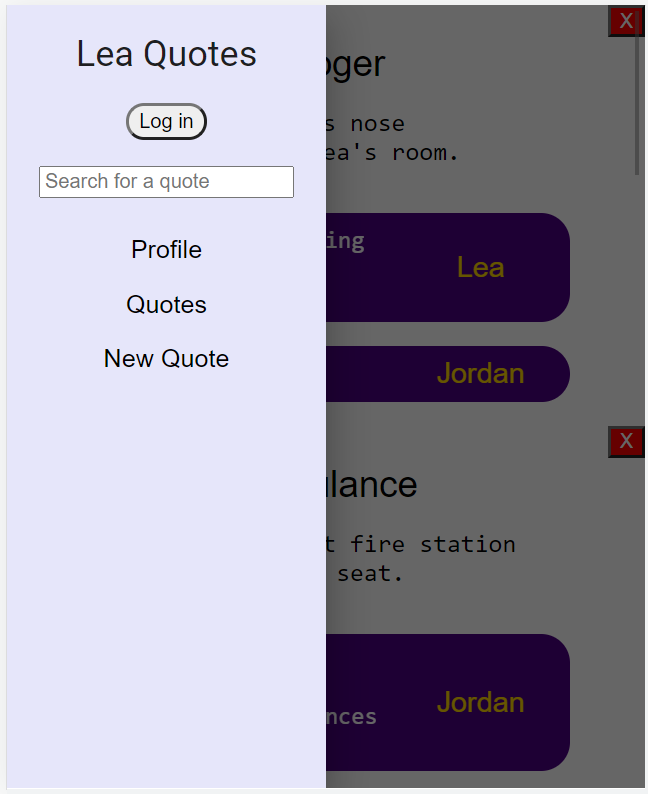 Lea Quotes
Log in
Search for a quote
Profile
Quotes
New Quote
X
s nose
ea's room.
ing
Lea
Jordan
X
lance
t fire station
seat.
Jordan
nces